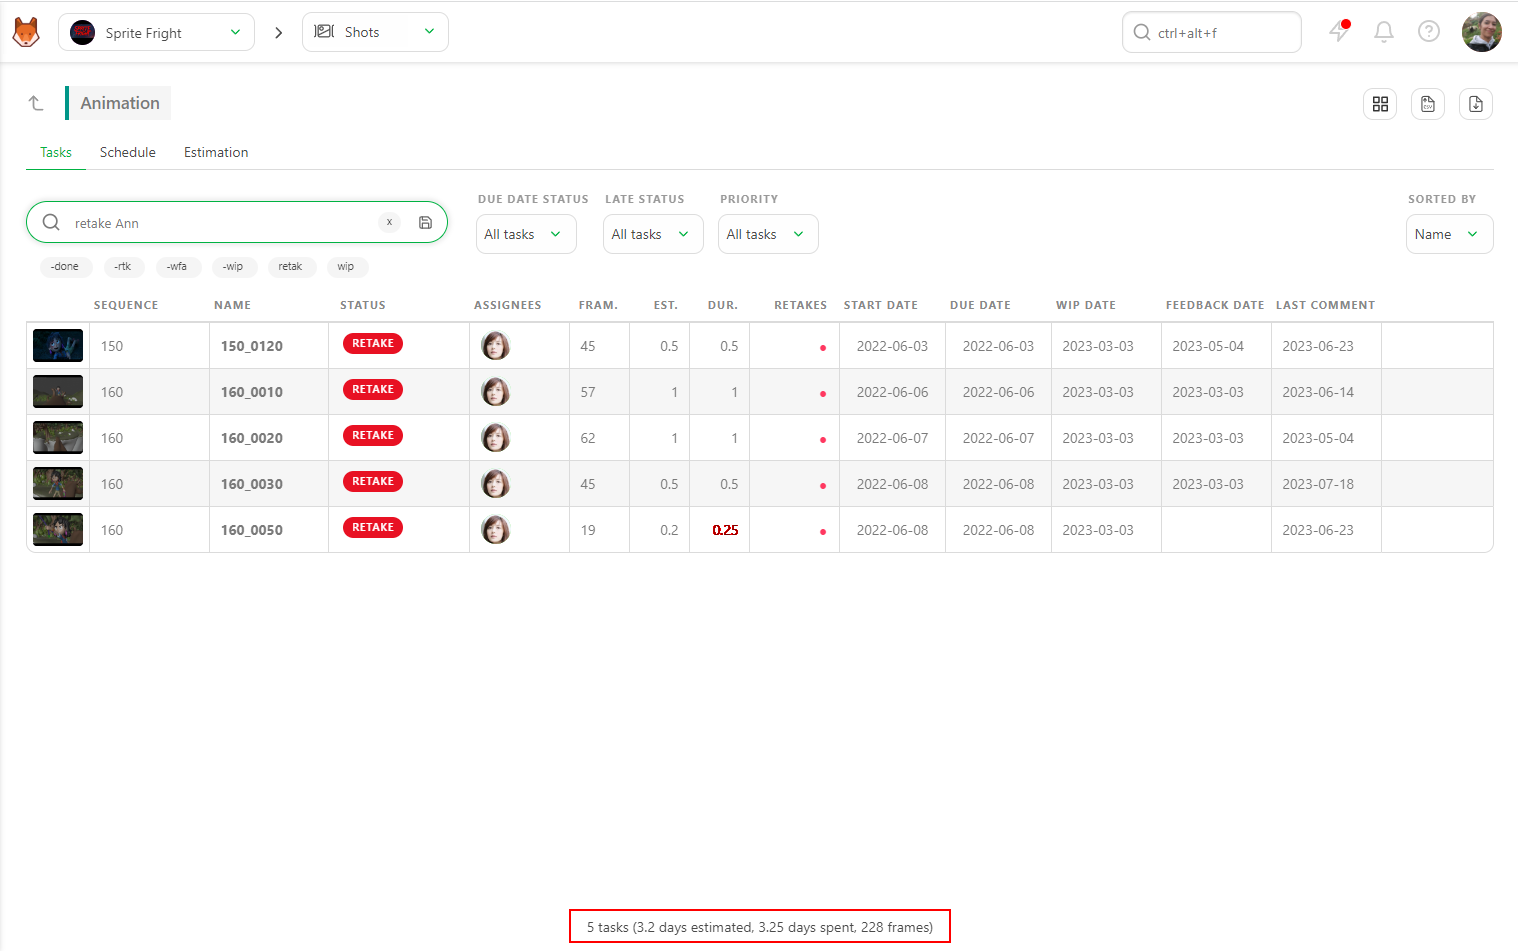 Sprite Fright
Shots
ctrl+alt+f
Animation
Tasks Schedule Estimation
retake Ann x
DUE DATE STATUS LATE STATUS PRIORITY SORTED BY
All tasks All tasks All tasks Name
-done -rtk -wfa -wip retak wip
SEQUENCE NAME STATUS ASSIGNEES FRAM. EST. DUR. RETAKES START DATE DUE DATE WIP DATE FEEDBACK DATE LAST COMMENT
150 150_0120 RETAKE 45 0.5 0.5 • 2022-06-03 2022-06-03 2023-03-03 2023-05-04 2023-06-23
160 160_0010 RETAKE 57 1 1 • 2022-06-06 2022-06-06 2023-03-03 2023-03-03 2023-06-14
160 160_0020 RETAKE 62 1 1 • 2022-06-07 2022-06-07 2023-03-03 2023-03-03 2023-05-04
160 160_0030 RETAKE 45 0.5 0.5 • 2022-06-08 2022-06-08 2023-03-03 2023-03-03 2023-07-18
160 160_0050 RETAKE 19 0.2 0.25 • 2022-06-08 2022-06-08 2023-03-03 2023-06-23
5 tasks (3.2 days estimated, 3.25 days spent, 228 frames)